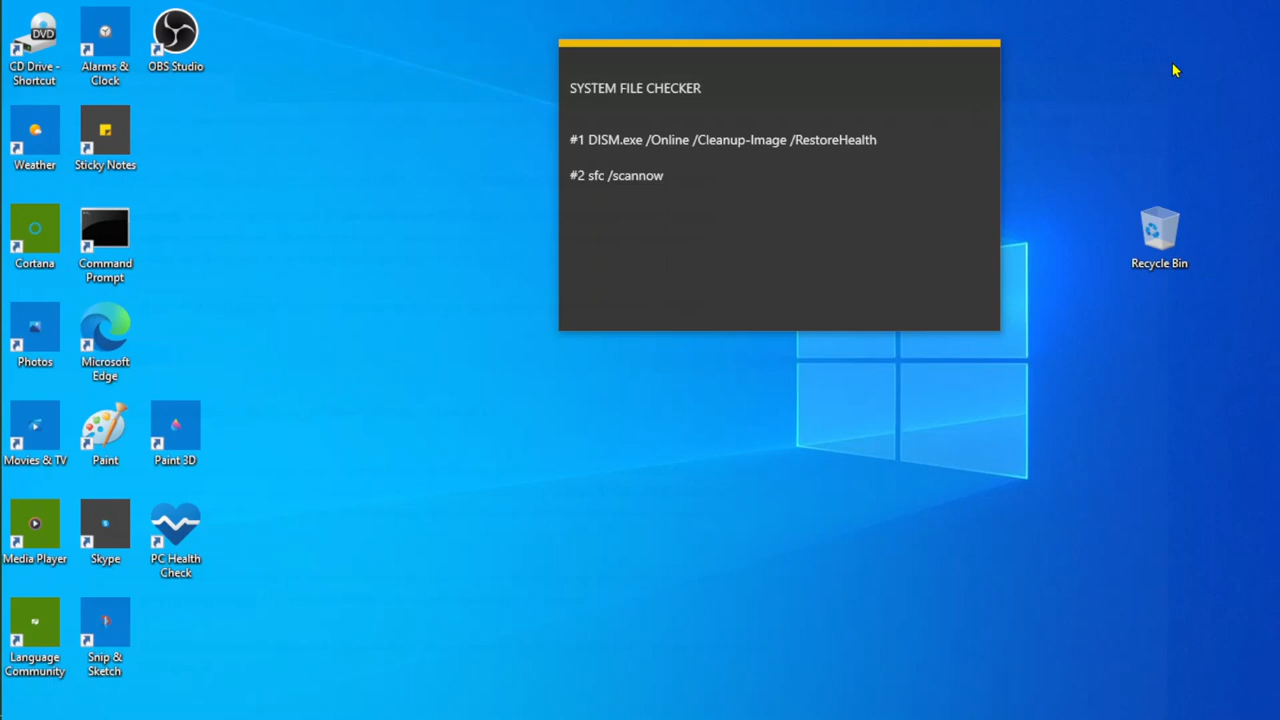 DVD
CD Drive -
Shortcut
Alarms &
Clock
OBS Studio
Weather
Sticky Notes
Cortana
Command
Prompt
Photos
Microsoft
Edge
Movies & TV
Paint
Paint 3D
Media Player
Skype
PC Health
Check
Language
Community
Snip &
Sketch
SYSTEM FILE CHECKER
#1 DISM.exe /Online /Cleanup-Image /RestoreHealth
#2 sfc /scannow
Recycle Bin